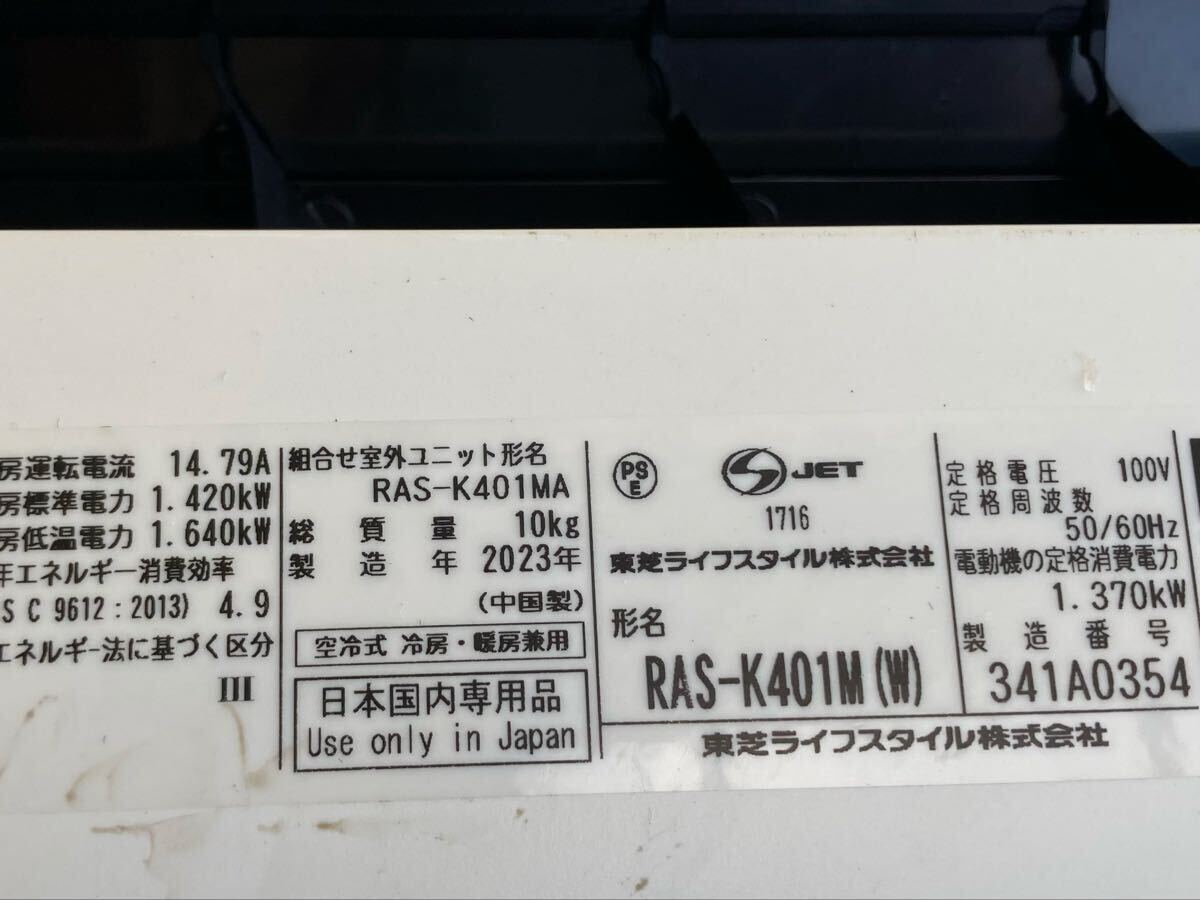 房運転電流 14.79A
房標準電力 1.420kW
房低温電力 1.640kW
年エネルギー消費効率
S C 9612：2013) 4.9
エネルギー法に基づく区分
III
組合せ室外ユニット形名
RAS-K401MA
総質量 10kg
製造年 2023年
(中国製)
空冷式 冷房・暖房兼用
日本国内専用品
Use only in Japan
PS
E
JET
1716
東芝ライフスタイル株式会社
形名
RAS-K401M(W)
定格電圧 100V
定格周波数
50/60Hz
電動機の定格消費電力
1.370kW
製造番号
341A0354
東芝ライフスタイル株式会社